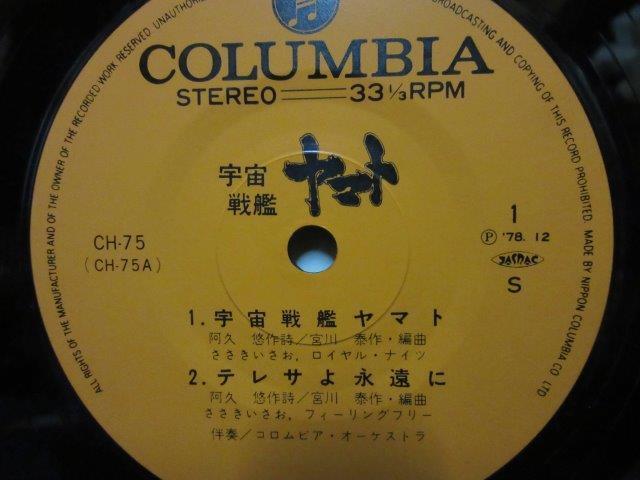 COLUMBIA
STEREO 33 1/3 RPM
宇宙
戦艦
ヤマト
CH-75
(CH-75A)
1
Ⓟ '78. 12
JASRAC
S
1. 宇宙戦艦ヤマト
阿久 悠作詩/宮川 泰作・編曲
ささきいさお, ロイヤル・ナイツ
2. テレサよ永遠に
阿久 悠作詩/宮川 泰作・編曲
ささきいさお, フィーリングフリー
伴奏/コロムビア・オーケストラ
ALL RIGHTS OF THE MANUFACTURER AND OF THE OWNER OF THE RECORDED WORK RESERVED. UNAUTHORI
BROADCASTING AND COPYING OF THIS RECORD PROHIBITED. MADE BY NIPPON COLUMBIA CO LTD